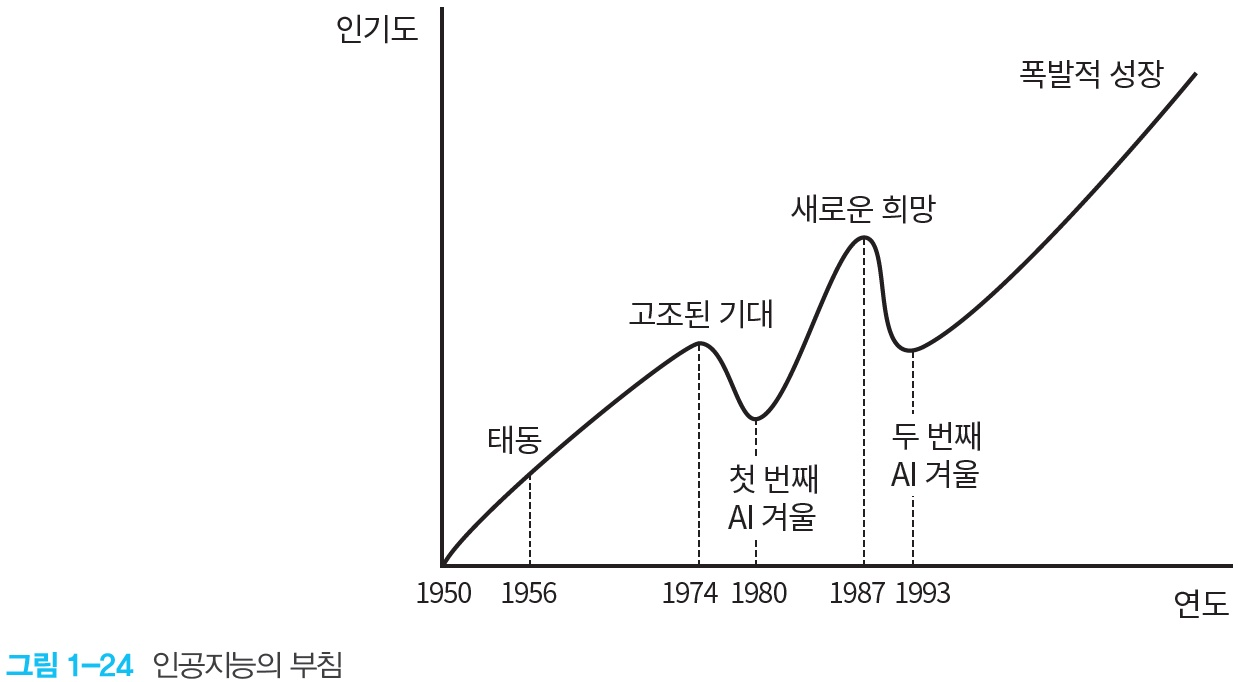 인기도
폭발적 성장
새로운 희망
고조된 기대
태동
두 번째
AI 겨울
첫 번째
AI 겨울
1950 1956 1974 1980 1987 1993
연도
그림 1–24 인공지능의 부침